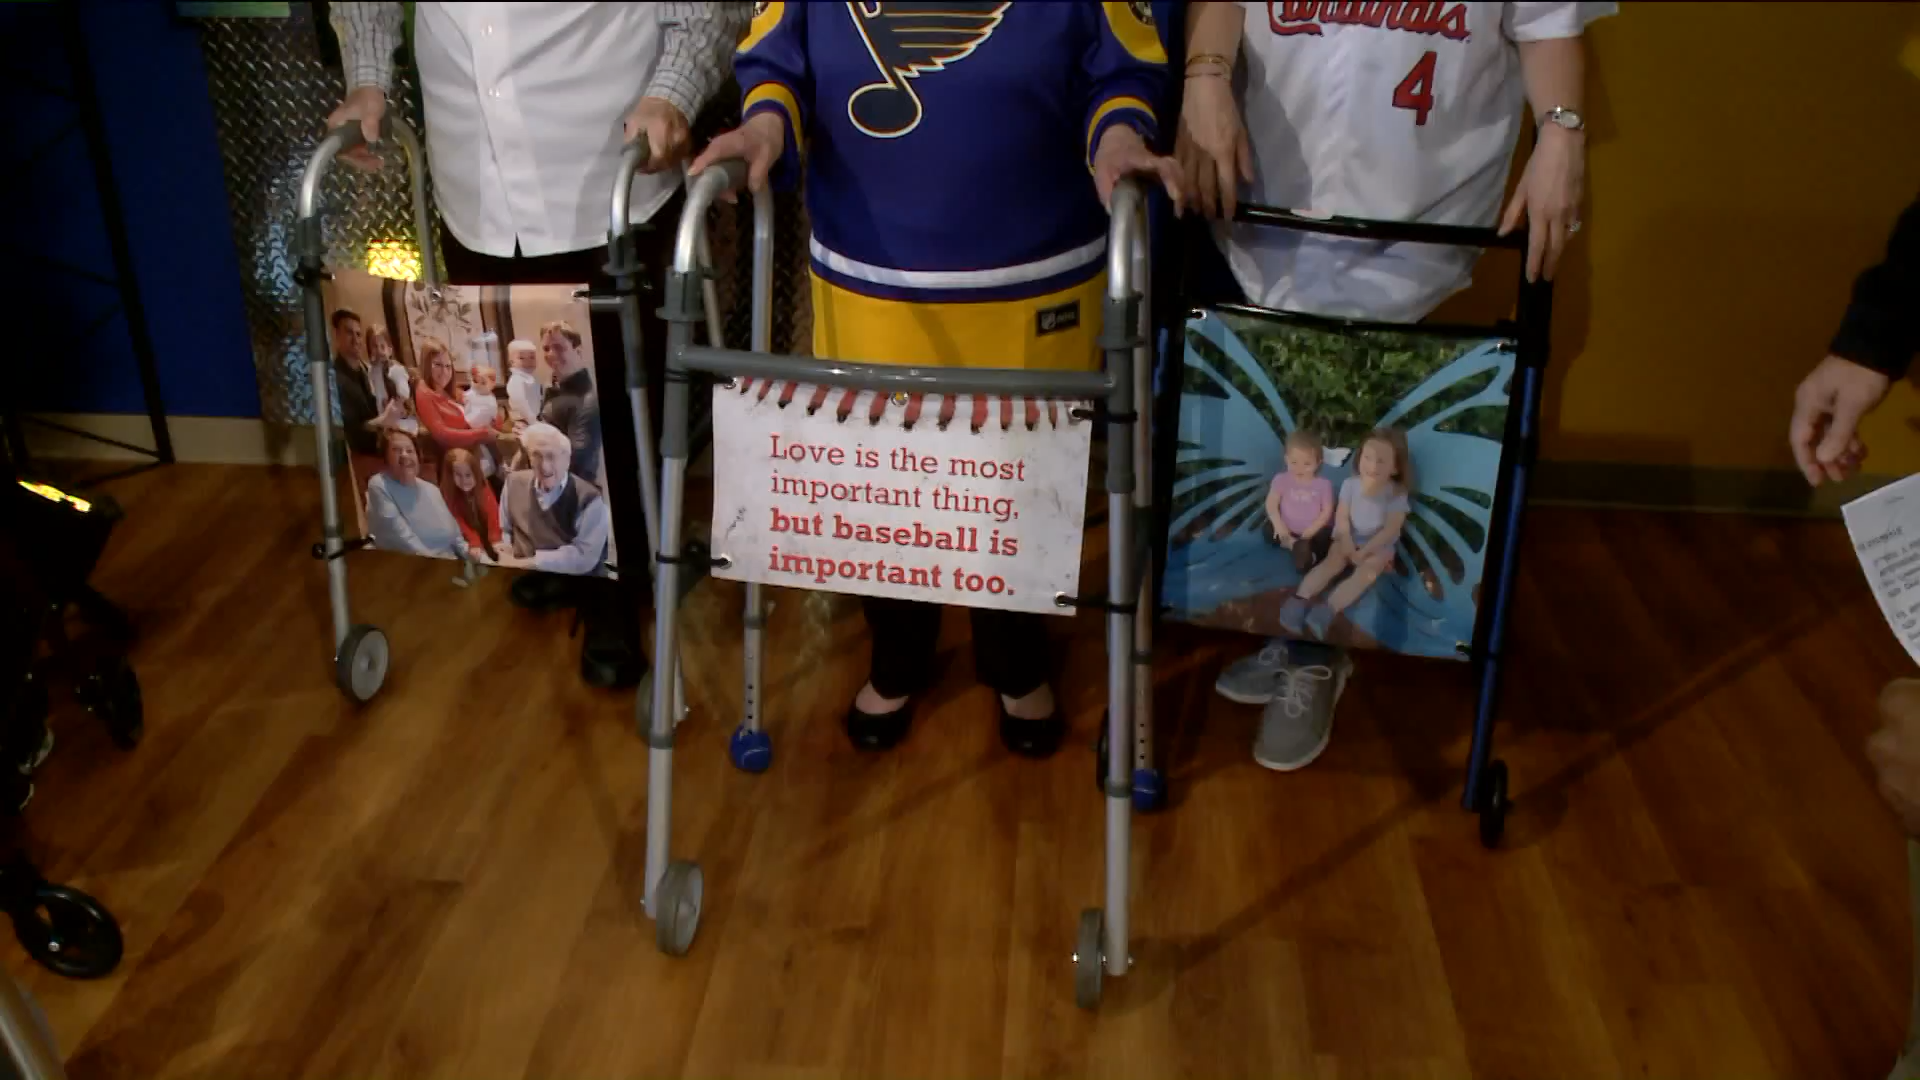 Cardinals
4
Love is the most
important thing,
but baseball is
important too.